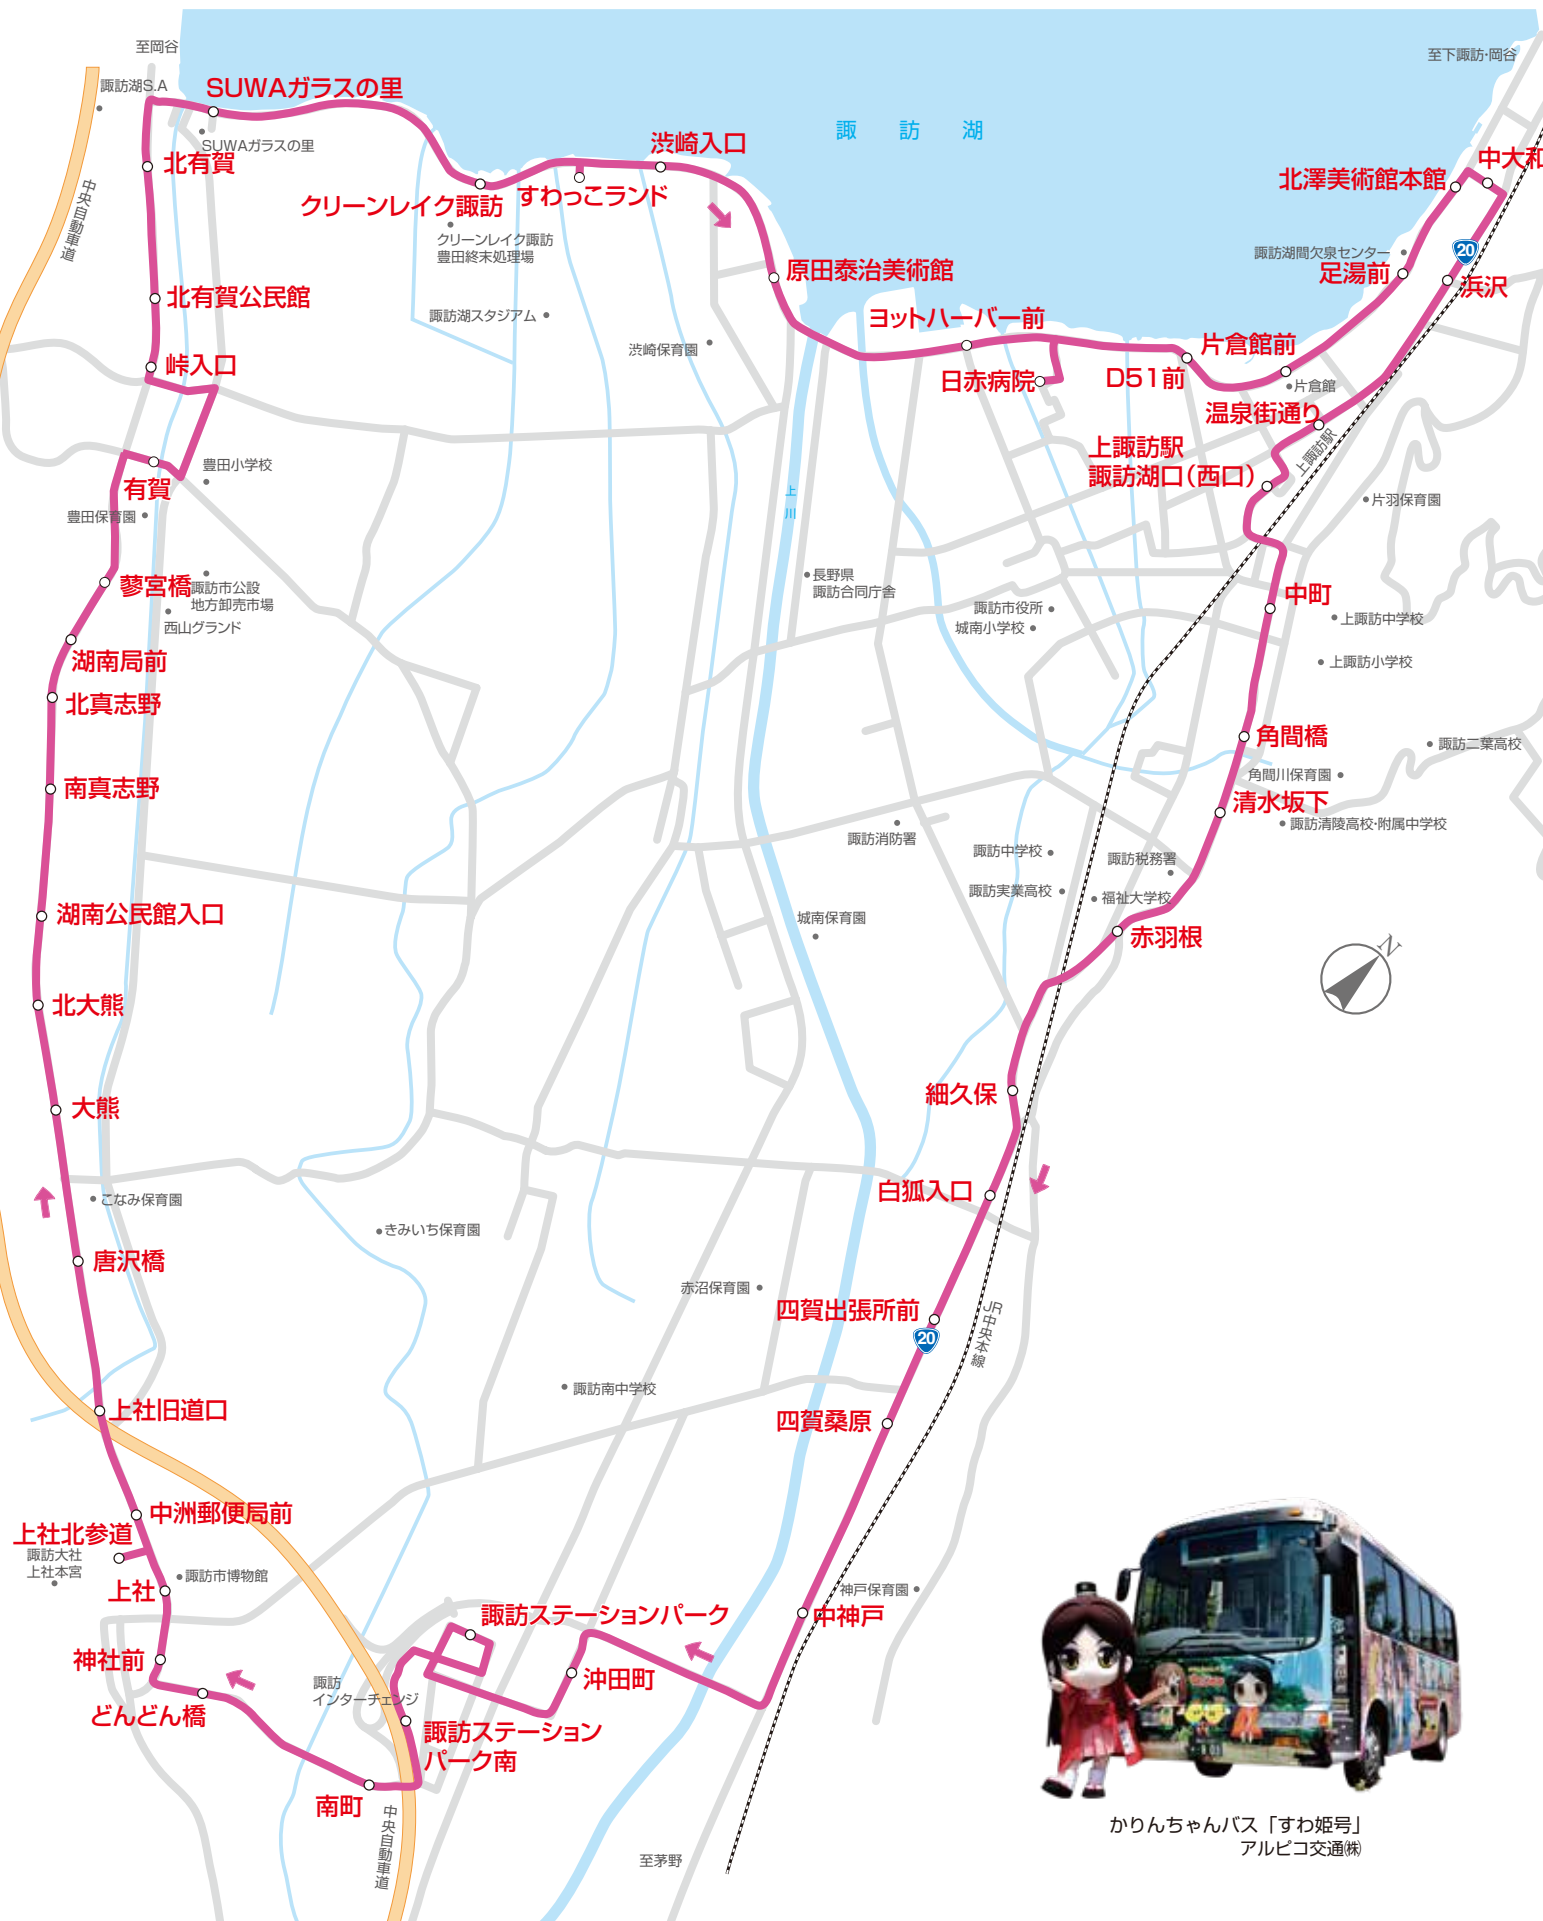 至岡谷
至下諏訪・岡谷
諏訪湖S.A
SUWAガラスの里
SUWAガラスの里
諏訪湖
渋崎入口
北有賀
中央自動車道
クリーンレイク諏訪
すわっこランド
クリーンレイク諏訪
豊田終末処理場
北澤美術館本館
中大和
20
諏訪湖間欠泉センター
足湯前
浜沢
原田泰治美術館
北有賀公民館
諏訪湖スタジアム
渋崎保育園
ヨットハーバー前
日赤病院
片倉館前
D51前
片倉館
峠入口
温泉街通り
上諏訪駅
上諏訪駅
諏訪湖口(西口)
片羽保育園
有賀
豊田小学校
豊田保育園
上川
蓼宮橋
諏訪市公設
地方卸売市場
西山グランド
長野県
諏訪合同庁舎
諏訪市役所
城南小学校
中町
上諏訪中学校
上諏訪小学校
湖南局前
北真志野
南真志野
角間橋
諏訪二葉高校
角間川保育園
清水坂下
諏訪清陵高校・附属中学校
諏訪消防署
諏訪中学校
諏訪税務署
諏訪実業高校
福祉大学校
湖南公民館入口
城南保育園
赤羽根
N
北大熊
大熊
細久保
白狐入口
こなみ保育園
きみいち保育園
唐沢橋
赤沼保育園
四賀出張所前
20
JR中央本線
諏訪南中学校
四賀桑原
上社旧道口
中洲郵便局前
上社北参道
諏訪大社
上社本宮
諏訪市博物館
上社
神戸保育園
中神戸
諏訪ステーションパーク
神社前
沖田町
諏訪
インターチェンジ
どんどん橋
諏訪ステーション
パーク南
南町
中央自動車道
至茅野
かりんちゃんバス「すわ姫号」
アルピコ交通㈱